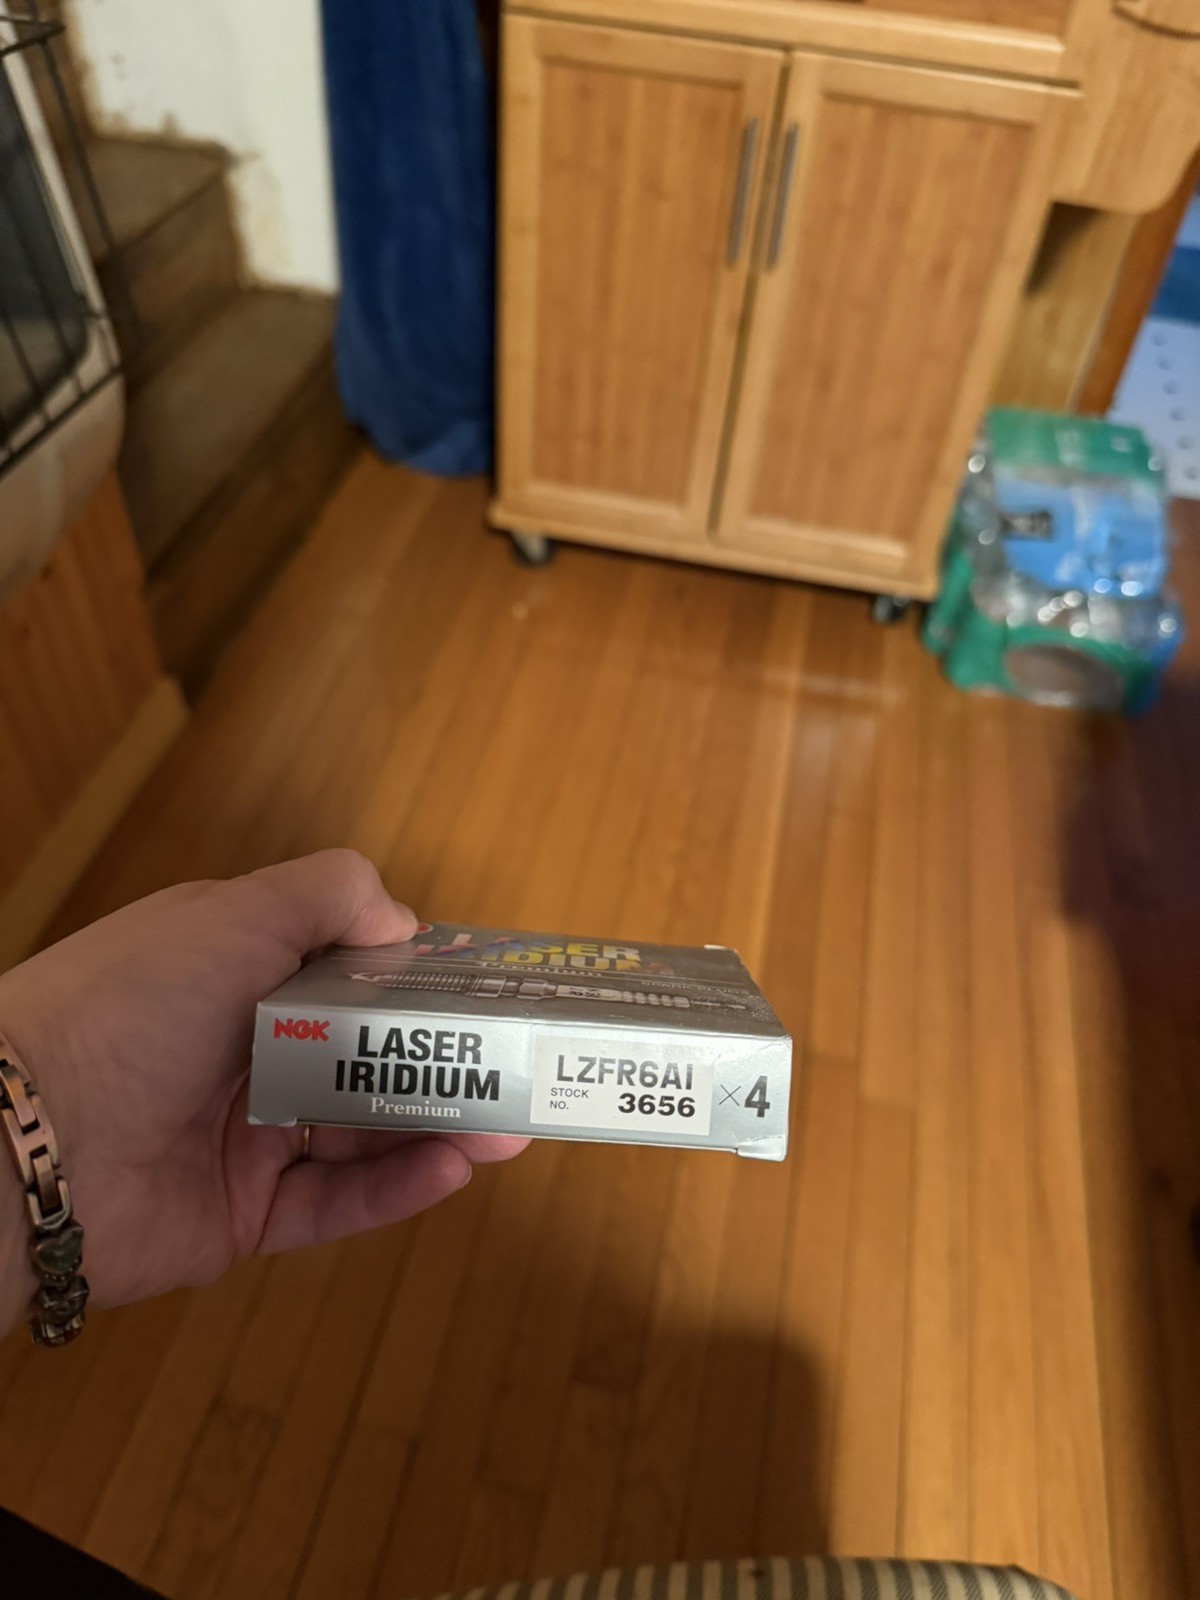 LASER
IRIDIUM
Premium
NGK
LASER
IRIDIUM
Premium
LZFR6AI
STOCK
NO.
3656
×4